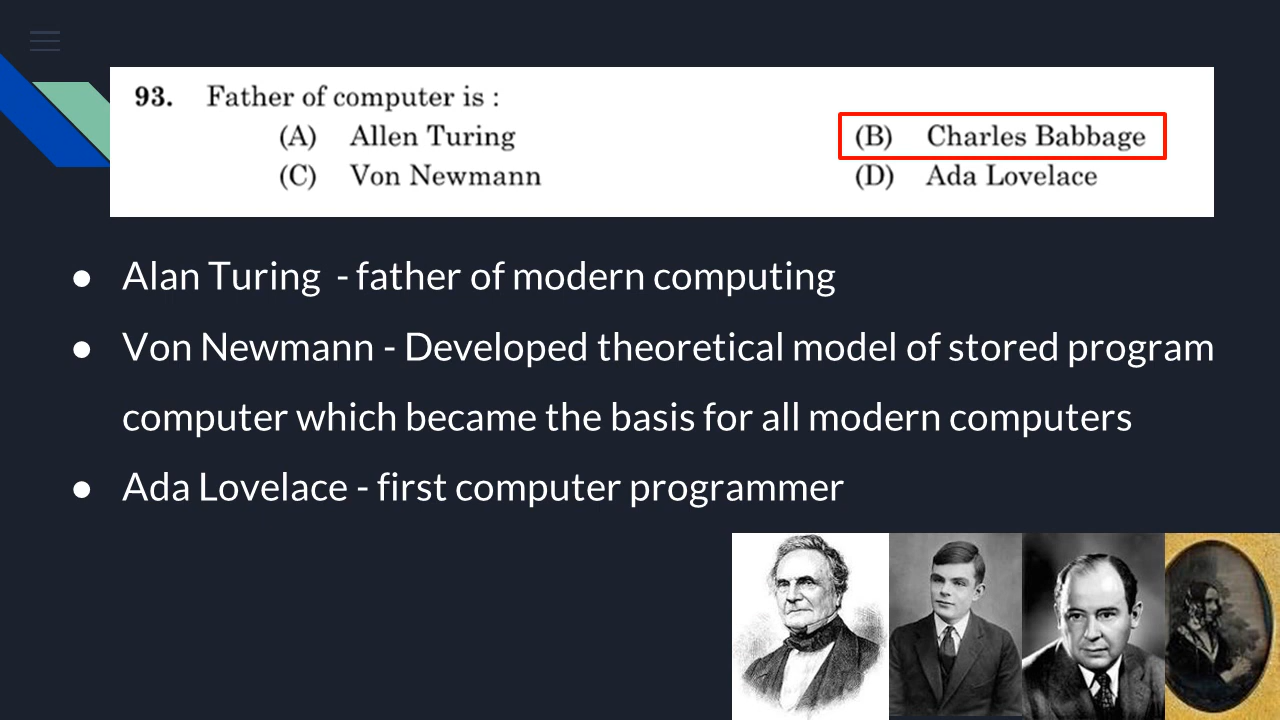 93. Father of computer is :
(A) Allen Turing (B) Charles Babbage
(C) Von Newmann (D) Ada Lovelace
● Alan Turing - father of modern computing
● Von Newmann - Developed theoretical model of stored program
computer which became the basis for all modern computers
● Ada Lovelace - first computer programmer